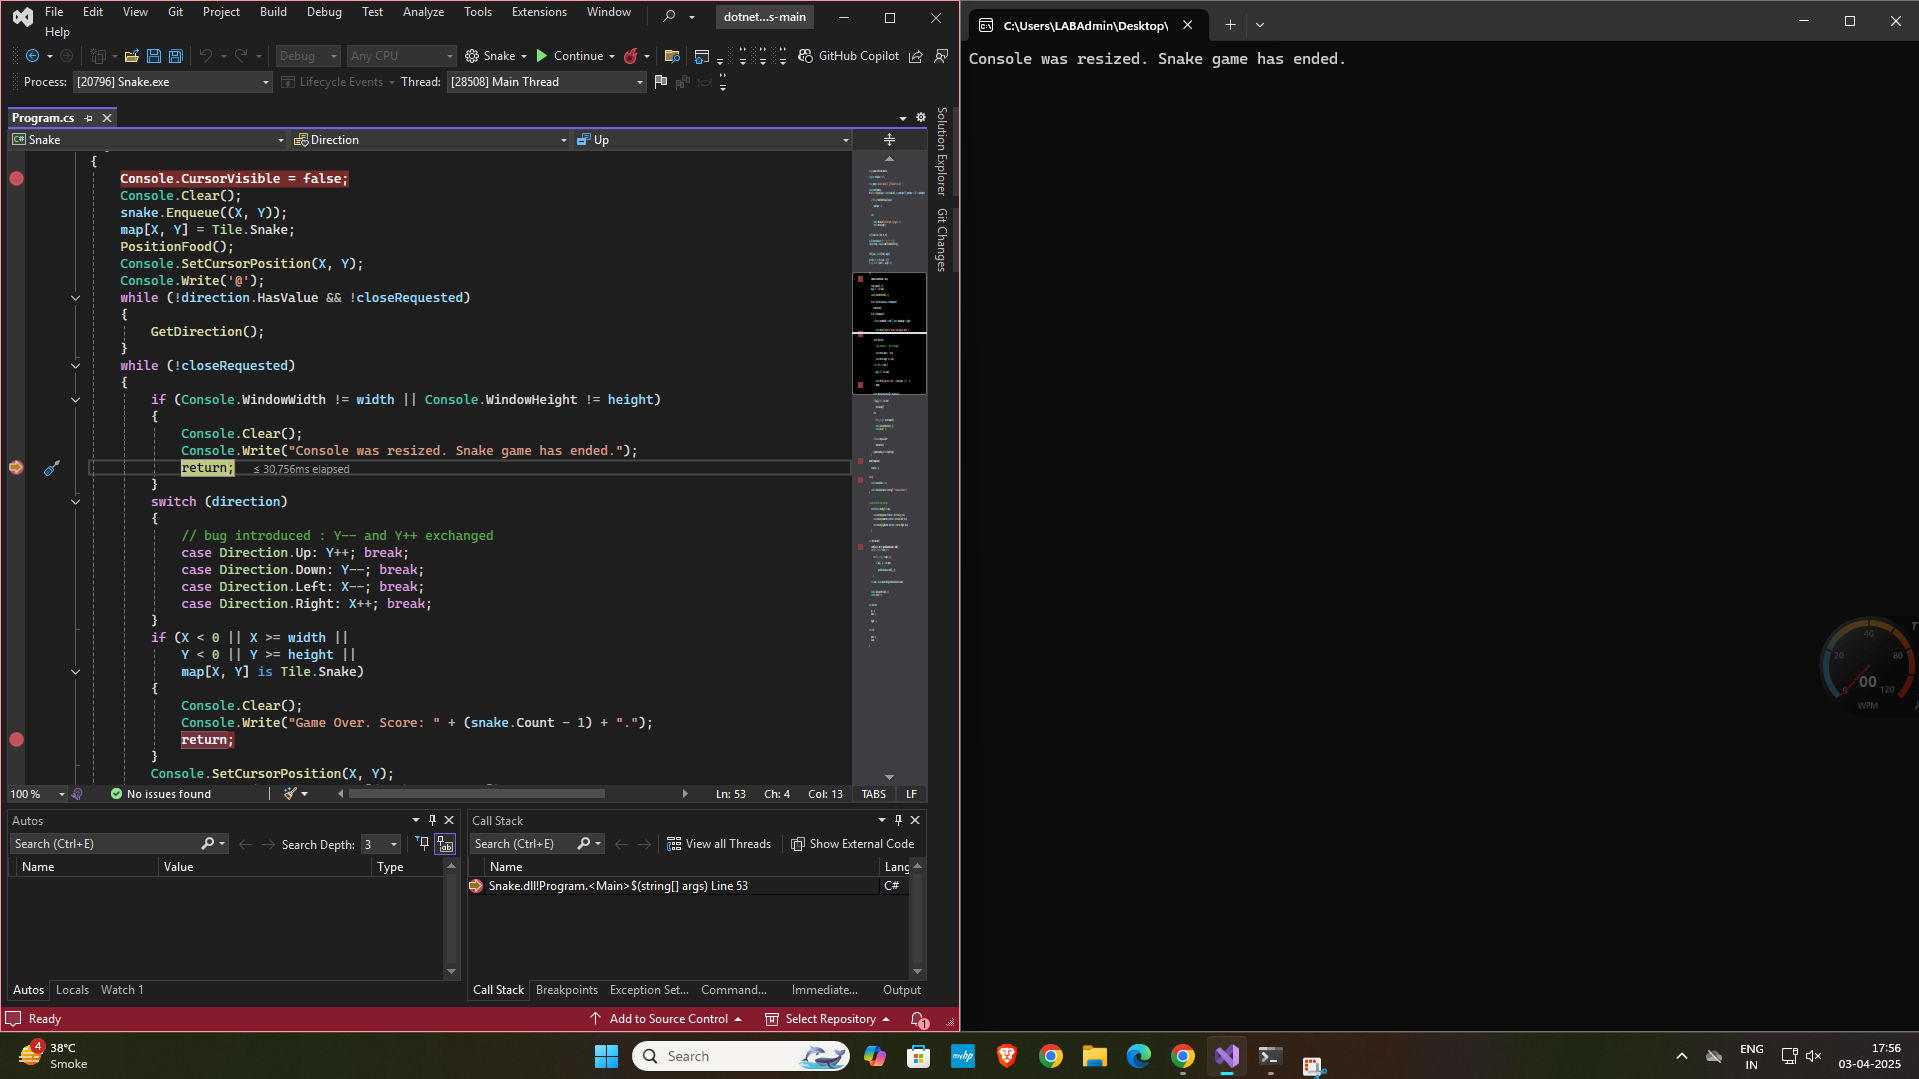 File Edit View Git Project Build Debug Test Analyze Tools Extensions Window
Help
dotnet...s-main
Debug Any CPU Snake Continue GitHub Copilot
Process: [20796] Snake.exe Lifecycle Events Thread: [28508] Main Thread
Program.cs
Snake Direction Up
{
Console.CursorVisible = false;
Console.Clear();
snake.Enqueue((X, Y));
map[X, Y] = Tile.Snake;
PositionFood();
Console.SetCursorPosition(X, Y);
Console.Write('@');
while (!direction.HasValue && !closeRequested)
{
GetDirection();
}
while (!closeRequested)
{
if (Console.WindowWidth != width || Console.WindowHeight != height)
{
Console.Clear();
Console.Write("Console was resized. Snake game has ended.");
return; ≤ 30,756ms elapsed
}
switch (direction)
{
// bug introduced : Y-- and Y++ exchanged
case Direction.Up: Y++; break;
case Direction.Down: Y--; break;
case Direction.Left: X--; break;
case Direction.Right: X++; break;
}
if (X < 0 || X >= width ||
Y < 0 || Y >= height ||
map[X, Y] is Tile.Snake)
{
Console.Clear();
Console.Write("Game Over. Score: " + (snake.Count - 1) + ".");
return;
}
Console.SetCursorPosition(X, Y);
Solution Explorer
Git Changes
100 % No issues found Ln: 53 Ch: 4 Col: 13 TABS LF
Autos
Search (Ctrl+E) Search Depth: 3
Name Value Type
Autos Locals Watch 1
Call Stack
Search (Ctrl+E) View all Threads Show External Code
Name Lang
Snake.dll!Program.<Main>$(string[] args) Line 53 C#
Call Stack Breakpoints Exception Set... Command... Immediate... Output
Ready Add to Source Control Select Repository 1
C:\Users\LABAdmin\Desktop\
Console was resized. Snake game has ended.
0 20 40 80 120
00
WPM
4 38°C
Smoke
Search
myhp
ENG
IN
17:56
03-04-2025